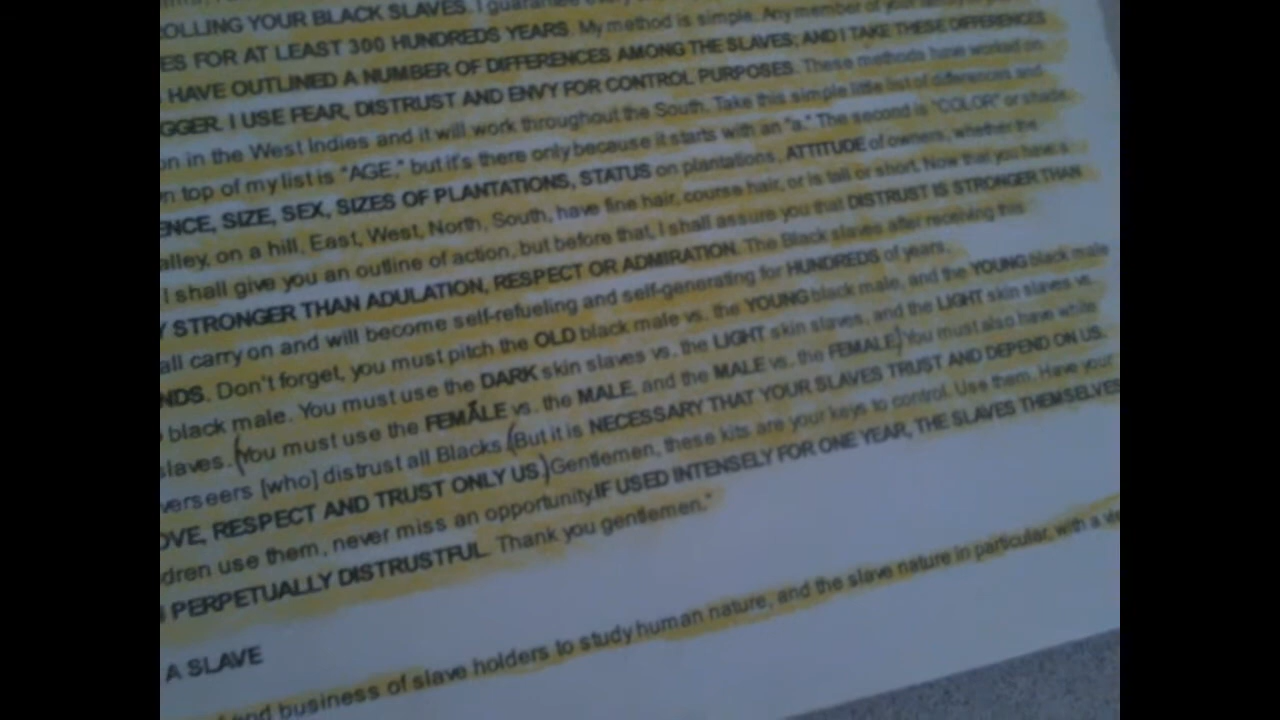 OLLING YOUR BLACK SLAVES. I guarantee every
ES FOR AT LEAST 300 HUNDREDS YEARS. My method is simple. Any member of your family or
HAVE OUTLINED A NUMBER OF DIFFERENCES AMONG THE SLAVES; AND I TAKE THESE DIFFERENCES
GGER. I USE FEAR, DISTRUST AND ENVY FOR CONTROL PURPOSES. These methods have worked on
on in the West Indies and it will work throughout the South. Take this simple little list of differences and
n top of my list is "AGE," but it's there only because it starts with an "a." The second is "COLOR" or shade,
ENCE, SIZE, SEX, SIZES OF PLANTATIONS, STATUS on plantations, ATTITUDE of owners, whether the
alley, on a hill, East, West, North, South, have fine hair, course hair, or is tall or short. Now that you have a
I shall give you an outline of action, but before that, I shall assure you that DISTRUST IS STRONGER THAN
Y STRONGER THAN ADULATION, RESPECT OR ADMIRATION. The Black slaves after receiving this
all carry on and will become self-refueling and self-generating for HUNDREDS of years,
NDS. Don't forget, you must pitch the OLD black male vs. the YOUNG black male, and the YOUNG black male
black male. You must use the DARK skin slaves vs. the LIGHT skin slaves, and the LIGHT skin slaves vs.
slaves. (You must use the FEMALE vs. the MALE, and the MALE vs. the FEMALE.) You must also have white
verseers [who] distrust all Blacks. (But it is NECESSARY THAT YOUR SLAVES TRUST AND DEPEND ON US.
OVE, RESPECT AND TRUST ONLY US.) Gentlemen, these kits are your keys to control. Use them. Have your
dren use them, never miss an opportunity. IF USED INTENSELY FOR ONE YEAR, THE SLAVES THEMSELVES
PERPETUALLY DISTRUSTFUL. Thank you gentlemen."
A SLAVE
and business of slave holders to study human nature, and the slave nature in particular, with a vie